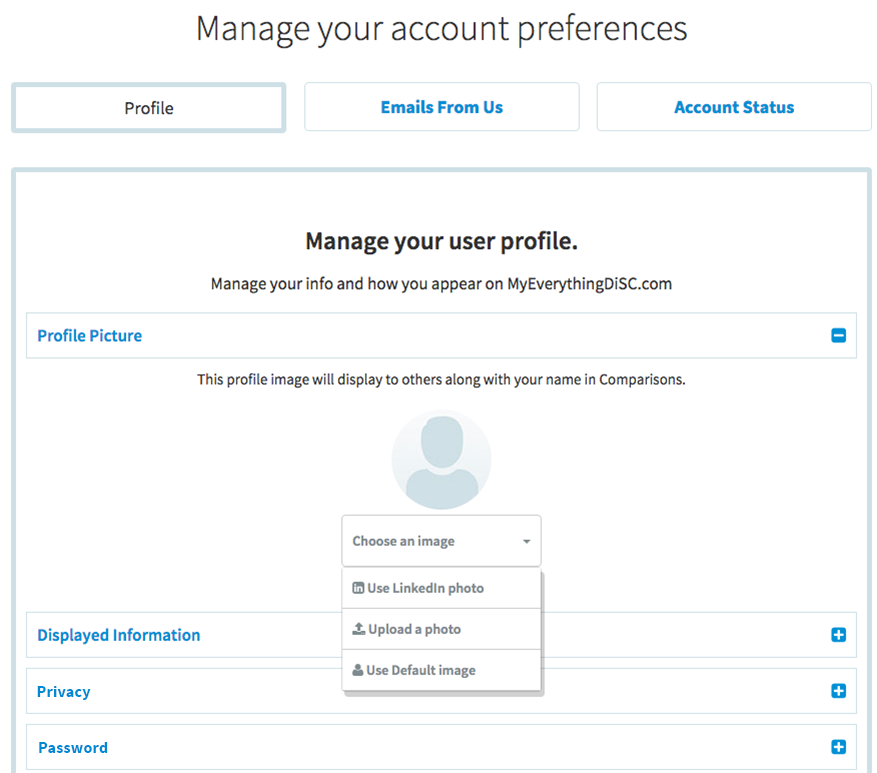 Manage your account preferences
Profile
Emails From Us
Account Status
Manage your user profile.
Manage your info and how you appear on MyEverythingDiSC.com
Profile Picture
This profile image will display to others along with your name in Comparisons.
Choose an image
Use LinkedIn photo
Upload a photo
Use Default image
Displayed Information
Privacy
Password